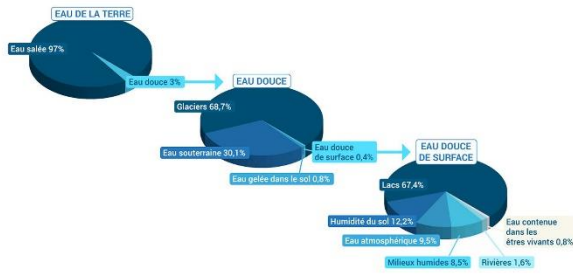 EAU DE LA TERRE
Eau salée 97%
Eau douce 3%
EAU DOUCE
Glaciers 68,7%
Eau souterraine 30,1%
Eau gelée dans le sol 0,8%
Eau douce
de surface 0,4%
EAU DOUCE
DE SURFACE
Lacs 67,4%
Humidité du sol 12,2%
Eau atmosphérique 9,5%
Milieux humides 8,5%
Rivières 1,6%
Eau contenue
dans les
êtres vivants 0,8%